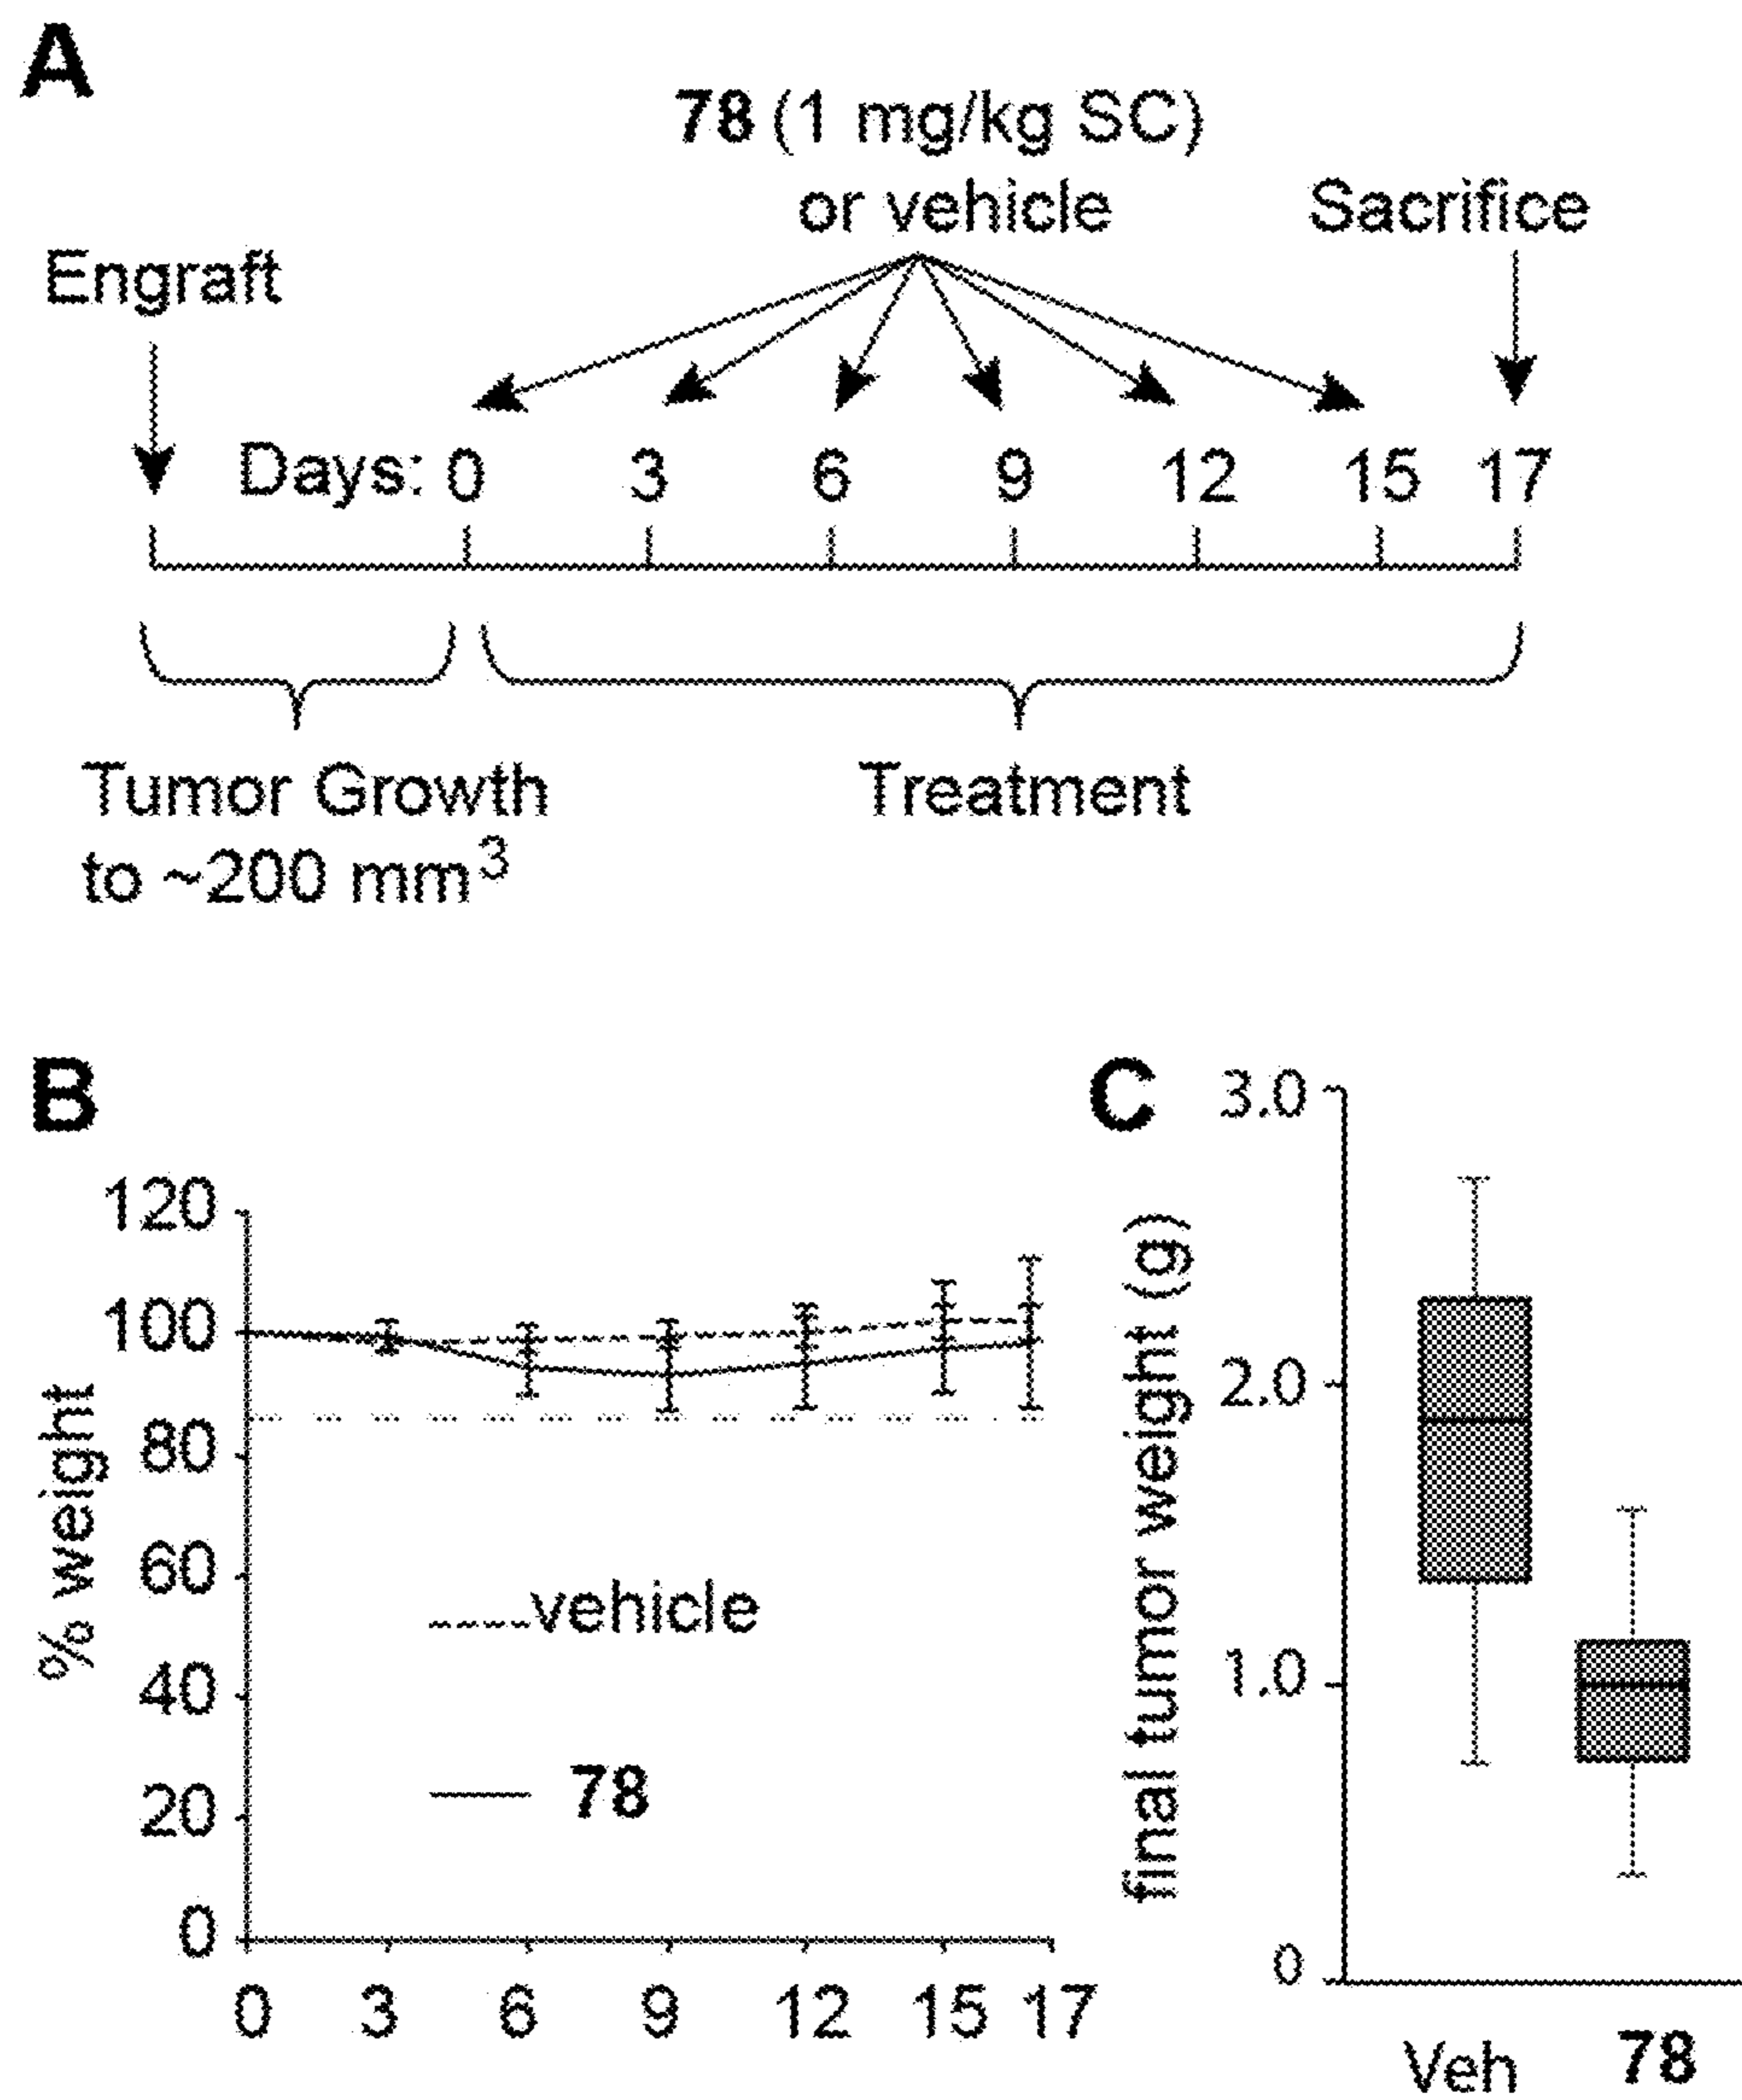 A
78 (1 mg/kg SC)
or vehicle
Sacrifice
Engraft
Days: 0 3 6 9 12 15 17
Tumor Growth
to ~200 mm³
Treatment
B
120
100
80
60
40
20
0
% weight
vehicle
78
0 3 6 9 12 15 17
C
3.0
2.0
1.0
0
final tumor weight (g)
Veh 78